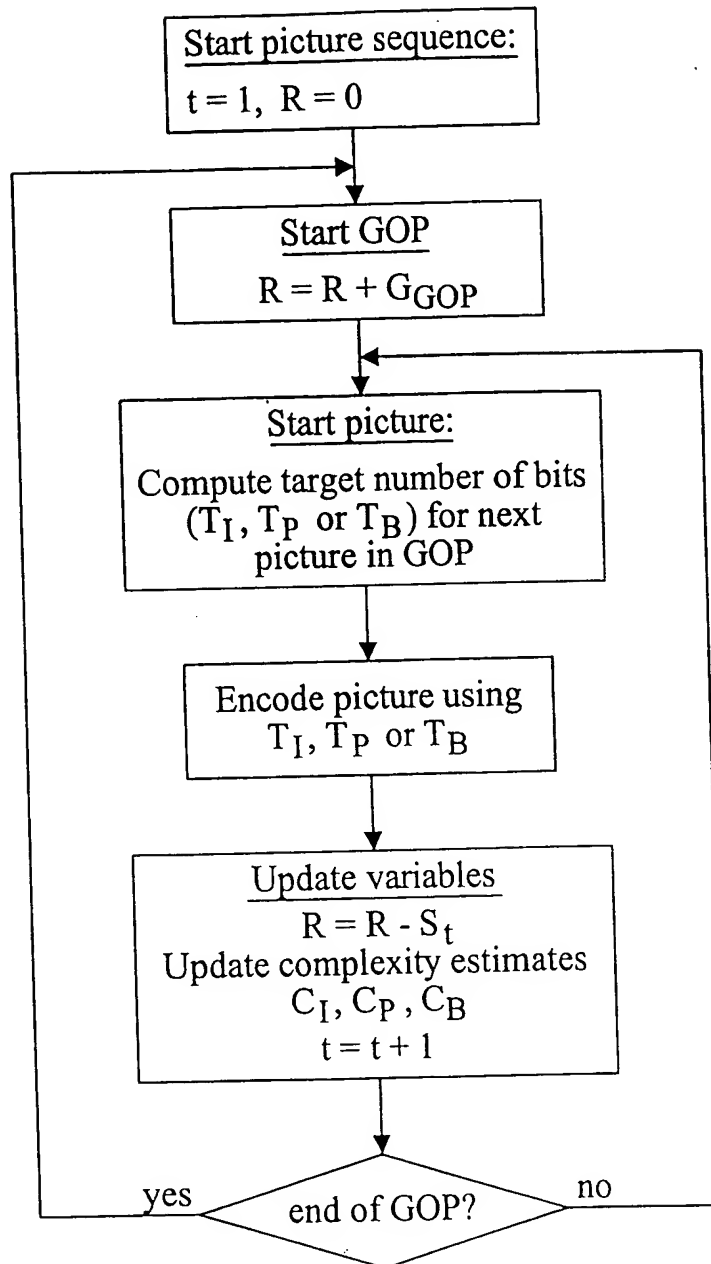 Start picture sequence:
t = 1, R = 0
Start GOP
R = R + G_GOP
Start picture:
Compute target number of bits
(T_I, T_P or T_B) for next
picture in GOP
Encode picture using
T_I, T_P or T_B
Update variables
R = R - S_t
Update complexity estimates
C_I, C_P, C_B
t = t + 1
yes
end of GOP?
no